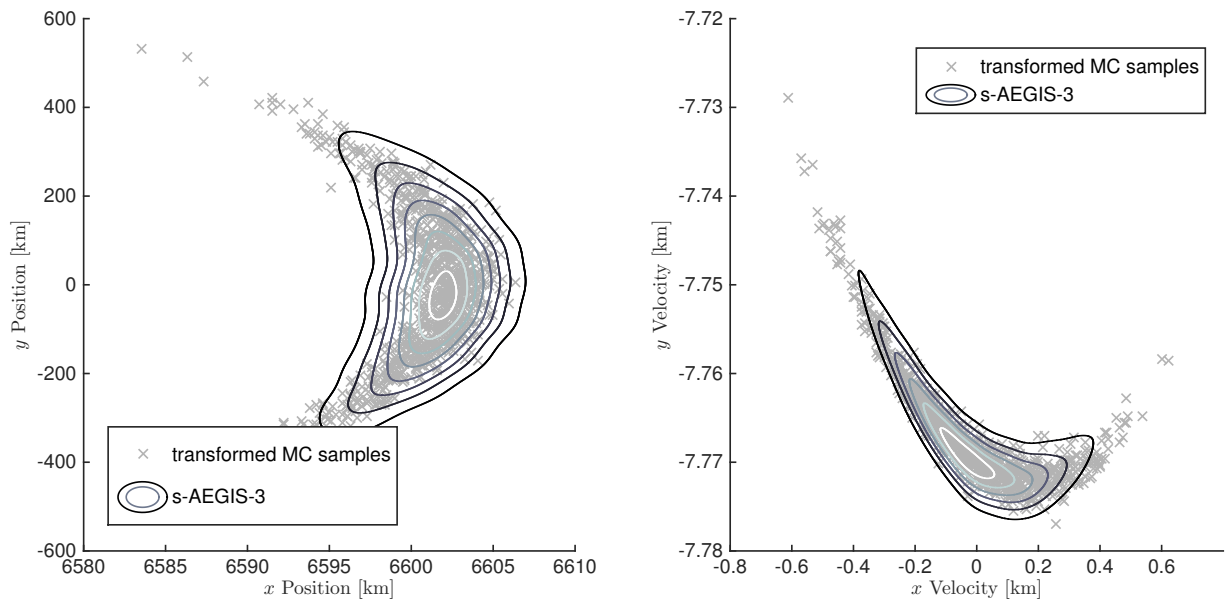 600
400
200
0
-200
-400
-600
6580 6585 6590 6595 6600 6605 6610
x Position [km]
y Position [km]
transformed MC samples
s-AEGIS-3
-7.72
-7.73
-7.74
-7.75
-7.76
-7.77
-7.78
-0.8 -0.6 -0.4 -0.2 0 0.2 0.4 0.6
x Velocity [km]
y Velocity [km]
transformed MC samples
s-AEGIS-3